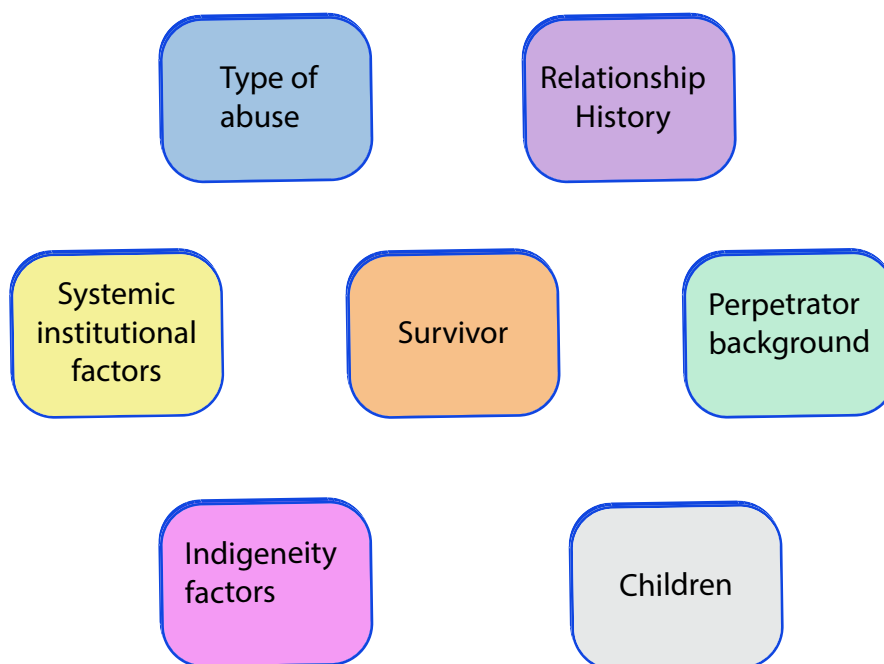 Type of
abuse
Relationship
History
Systemic
institutional
factors
Survivor
Perpetrator
background
Indigeneity
factors
Children